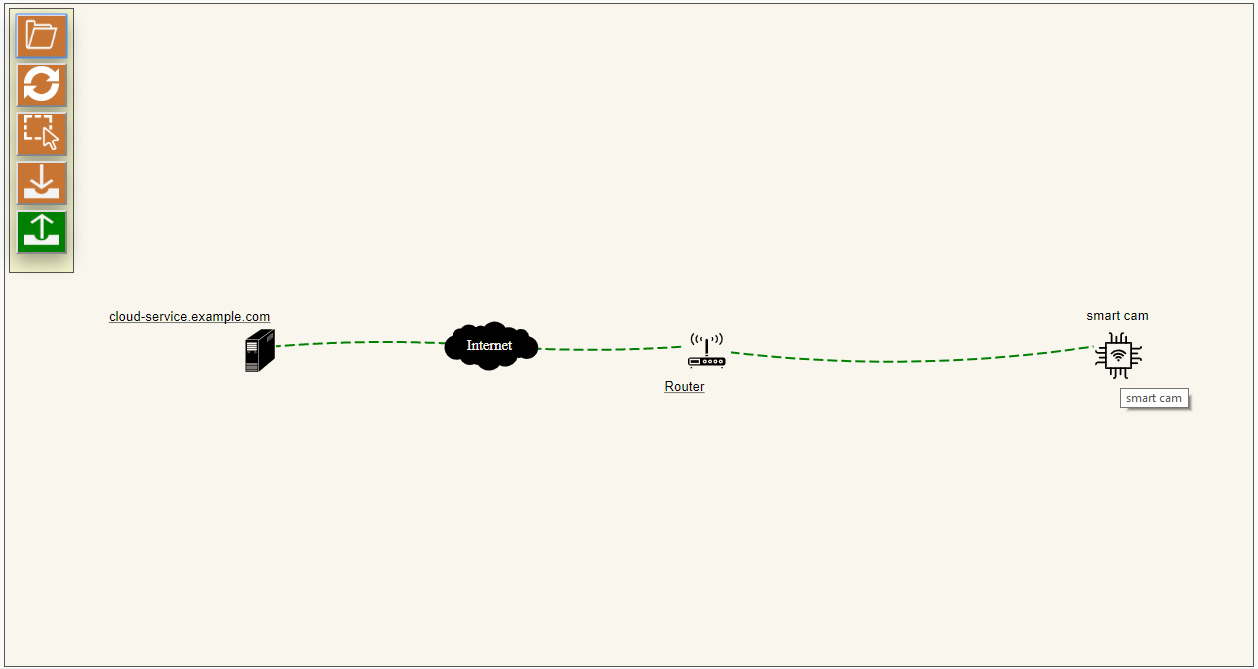 cloud-service.example.com
Internet
Router
smart cam
smart cam